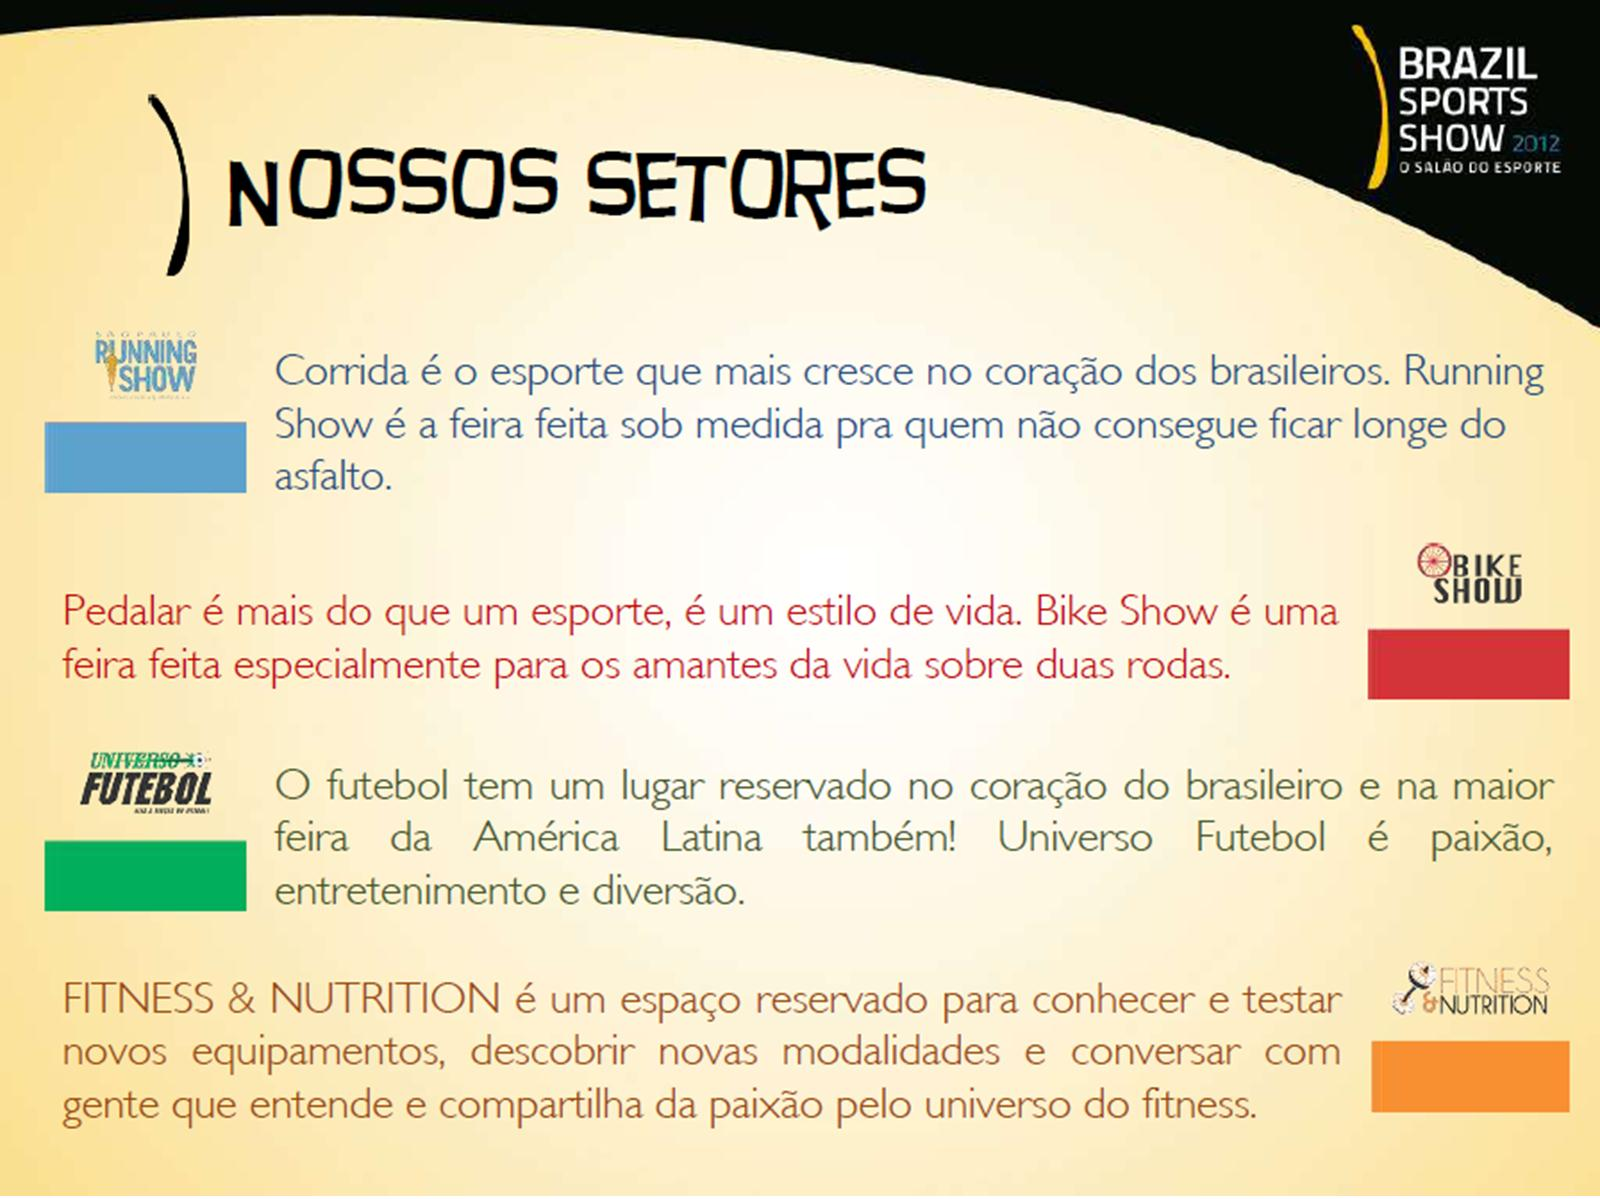 BRAZIL
SPORTS
SHOW 2012
O SALÃO DO ESPORTE
NOSSOS SETORES
SÃO PAULO
RUNNING
SHOW
Corrida é o esporte que mais cresce no coração dos brasileiros. Running
Show é a feira feita sob medida pra quem não consegue ficar longe do
asfalto.
BIKE
SHOW
Pedalar é mais do que um esporte, é um estilo de vida. Bike Show é uma
feira feita especialmente para os amantes da vida sobre duas rodas.
UNIVERSO
FUTEBOL
O futebol tem um lugar reservado no coração do brasileiro e na maior
feira da América Latina também! Universo Futebol é paixão,
entretenimento e diversão.
FITNESS
&NUTRITION
FITNESS & NUTRITION é um espaço reservado para conhecer e testar
novos equipamentos, descobrir novas modalidades e conversar com
gente que entende e compartilha da paixão pelo universo do fitness.